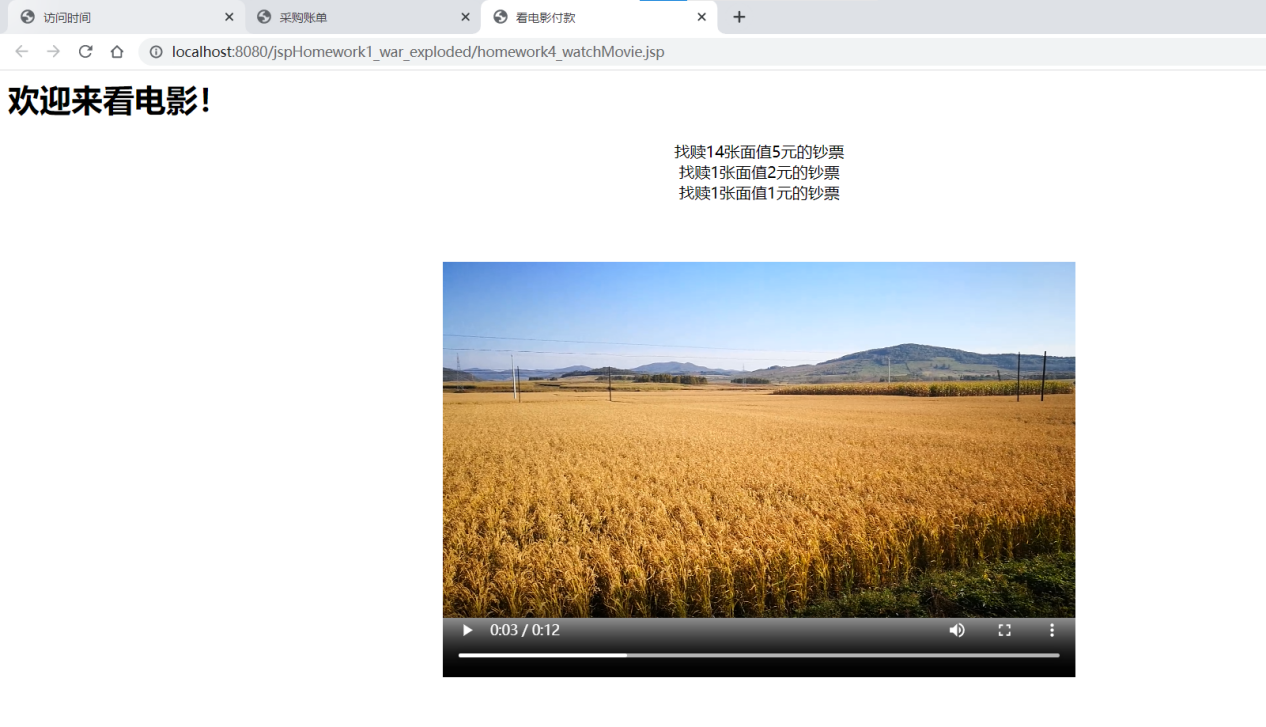 访问时间
采购账单
看电影付款
localhost:8080/jspHomework1_war_exploded/homework4_watchMovie.jsp
欢迎来看电影!
找赎14张面值5元的钞票
找赎1张面值2元的钞票
找赎1张面值1元的钞票
0:03 / 0:12